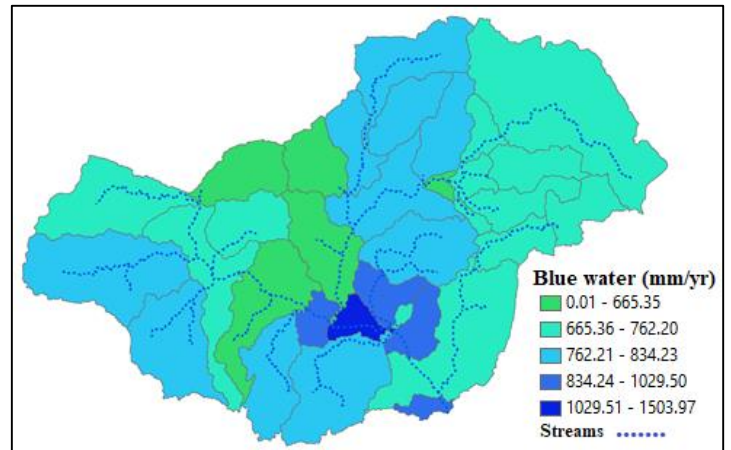 Blue water (mm/yr)
0.01 - 665.35
665.36 - 762.20
762.21 - 834.23
834.24 - 1029.50
1029.51 - 1503.97
Streams